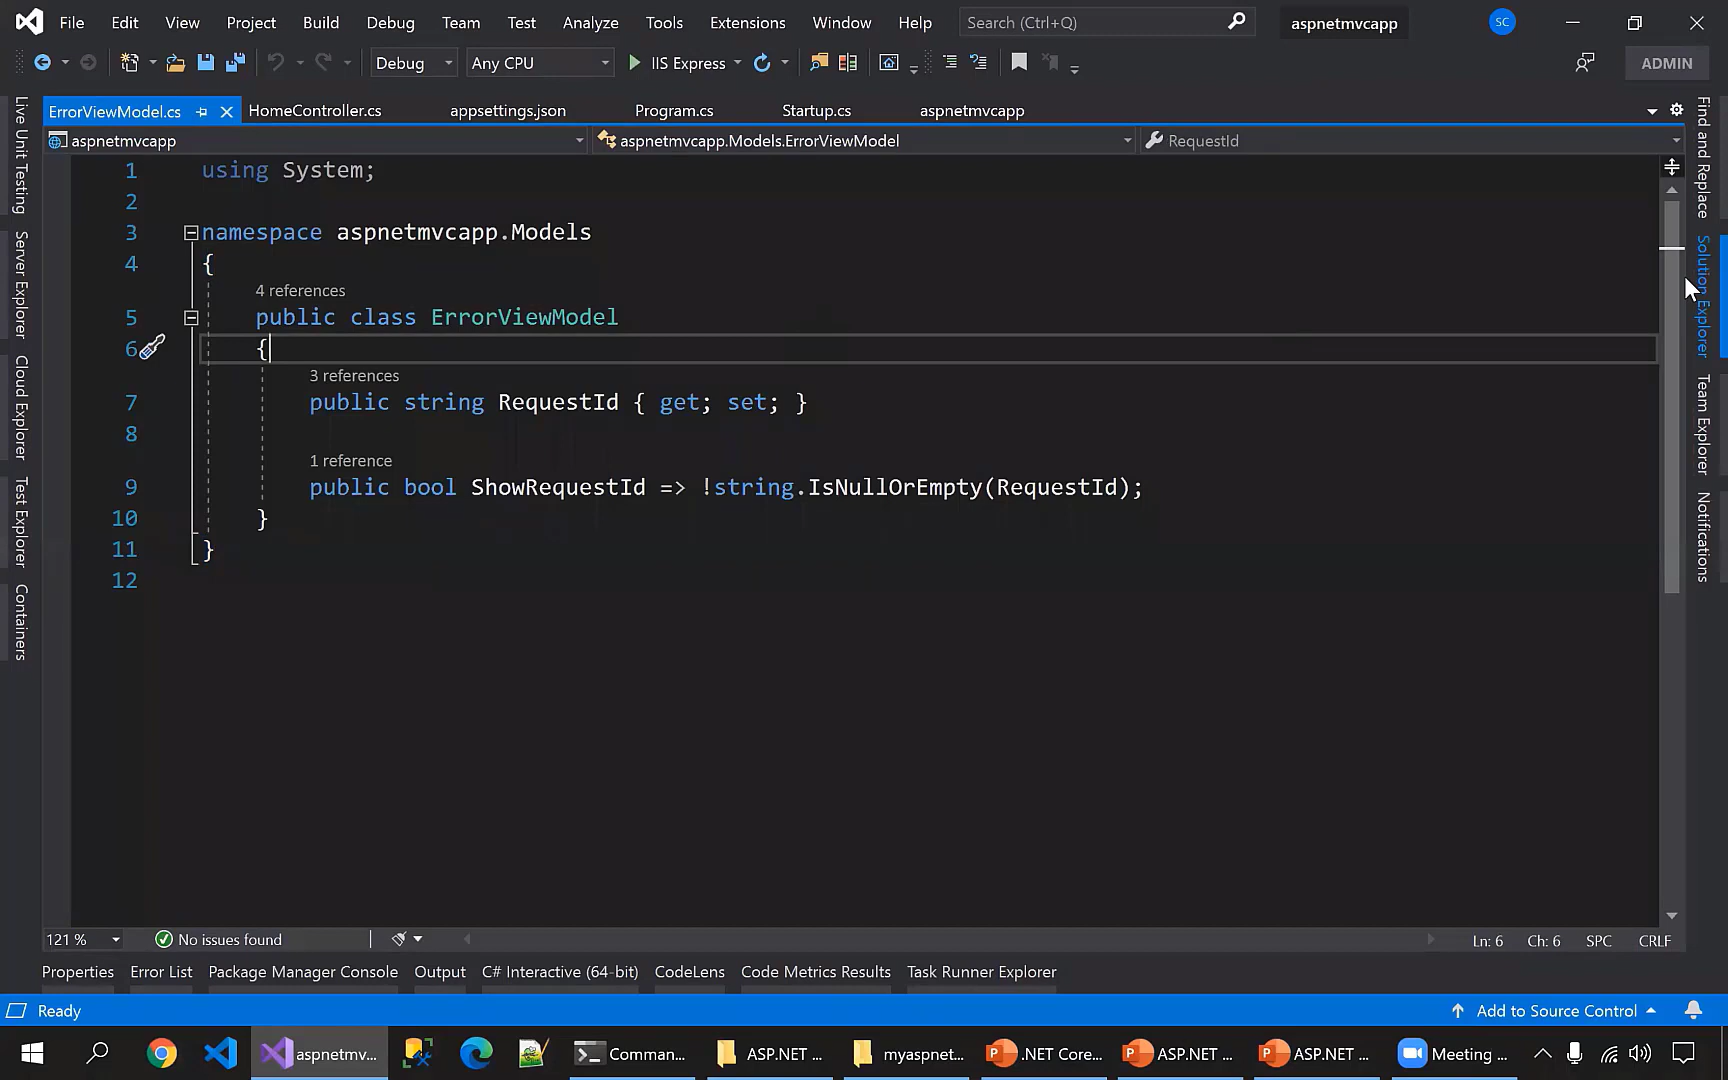 File Edit View Project Build Debug Team Test Analyze Tools Extensions Window Help Search (Ctrl+Q) aspnetmvcapp SC
Debug Any CPU IIS Express ADMIN
ErrorViewModel.cs HomeController.cs appsettings.json Program.cs Startup.cs aspnetmvcapp
aspnetmvcapp aspnetmvcapp.Models.ErrorViewModel RequestId
1 using System;
2
3 namespace aspnetmvcapp.Models
4 {
4 references
5 public class ErrorViewModel
6 {
3 references
7 public string RequestId { get; set; }
8
1 reference
9 public bool ShowRequestId => !string.IsNullOrEmpty(RequestId);
10 }
11 }
12
Live Unit Testing
Server Explorer
Cloud Explorer
Test Explorer
Containers
Find and Replace
Solution Explorer
Team Explorer
Notifications
121 % No issues found Ln: 6 Ch: 6 SPC CRLF
Properties Error List Package Manager Console Output C# Interactive (64-bit) CodeLens Code Metrics Results Task Runner Explorer
Ready Add to Source Control
aspnetmv... Comman... ASP.NET ... myaspnet... .NET Core... ASP.NET ... ASP.NET ... Meeting ...